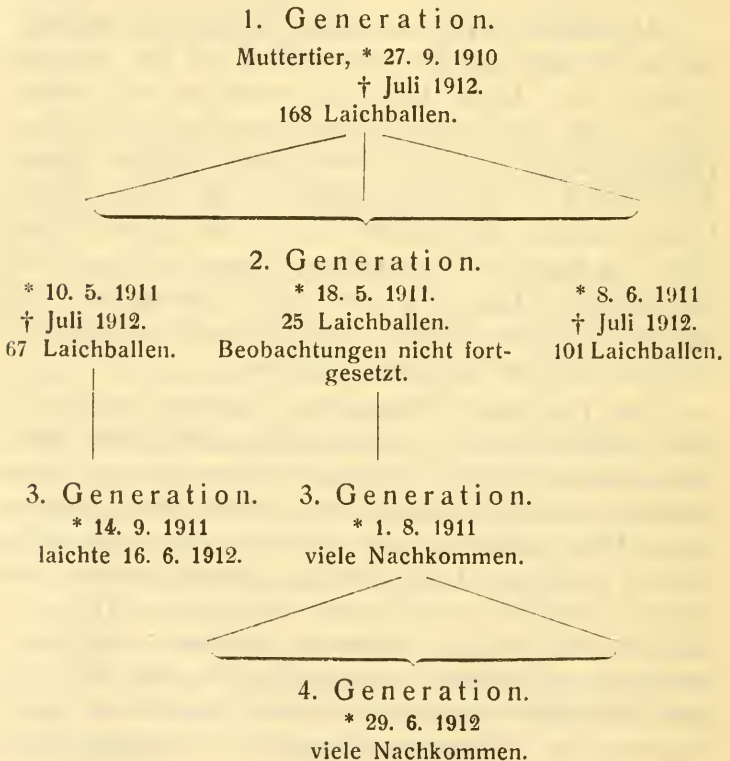 1. Generation.
Muttertier, * 27. 9. 1910
† Juli 1912.
168 Laichballen.
2. Generation.
* 10. 5. 1911
† Juli 1912.
67 Laichballen.
* 18. 5. 1911.
25 Laichballen.
Beobachtungen nicht fort-
gesetzt.
* 8. 6. 1911
† Juli 1912.
101 Laichballen.
3. Generation.
* 14. 9. 1911
laichte 16. 6. 1912.
3. Generation.
* 1. 8. 1911
viele Nachkommen.
4. Generation.
* 29. 6. 1912
viele Nachkommen.